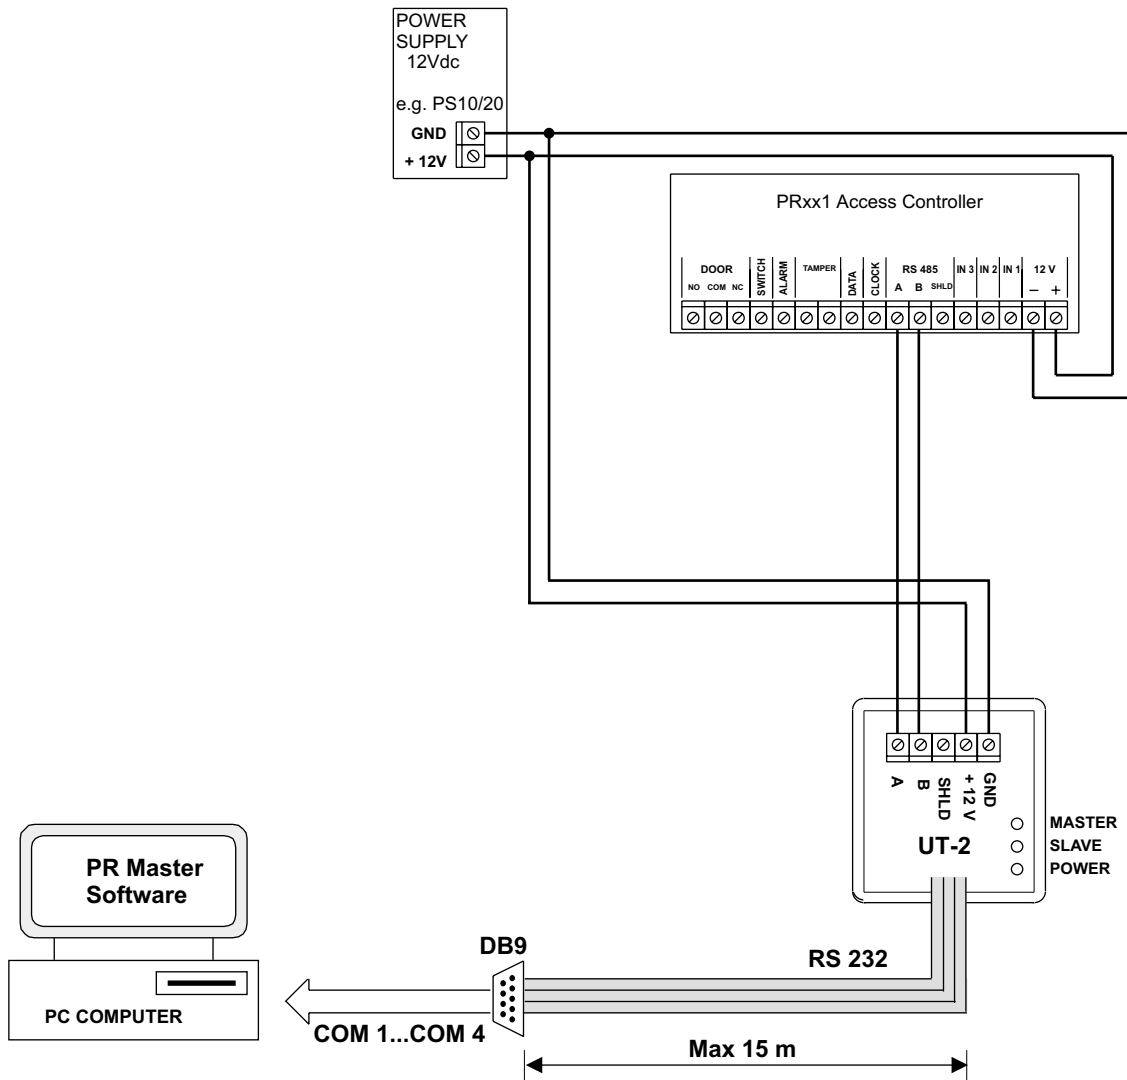 POWER
SUPPLY
12Vdc
e.g. PS10/20
GND
+ 12V
PRxx1 Access Controller
DOOR
NO COM NC
SWITCH
ALARM
TAMPER
DATA
CLOCK
RS 485
A B SHLD
IN 3
IN 2
IN 1
12 V
− +
A
B
SHLD
+ 12 V
GND
UT-2
MASTER
SLAVE
POWER
PR Master
Software
PC COMPUTER
DB9
RS 232
COM 1...COM 4
Max 15 m